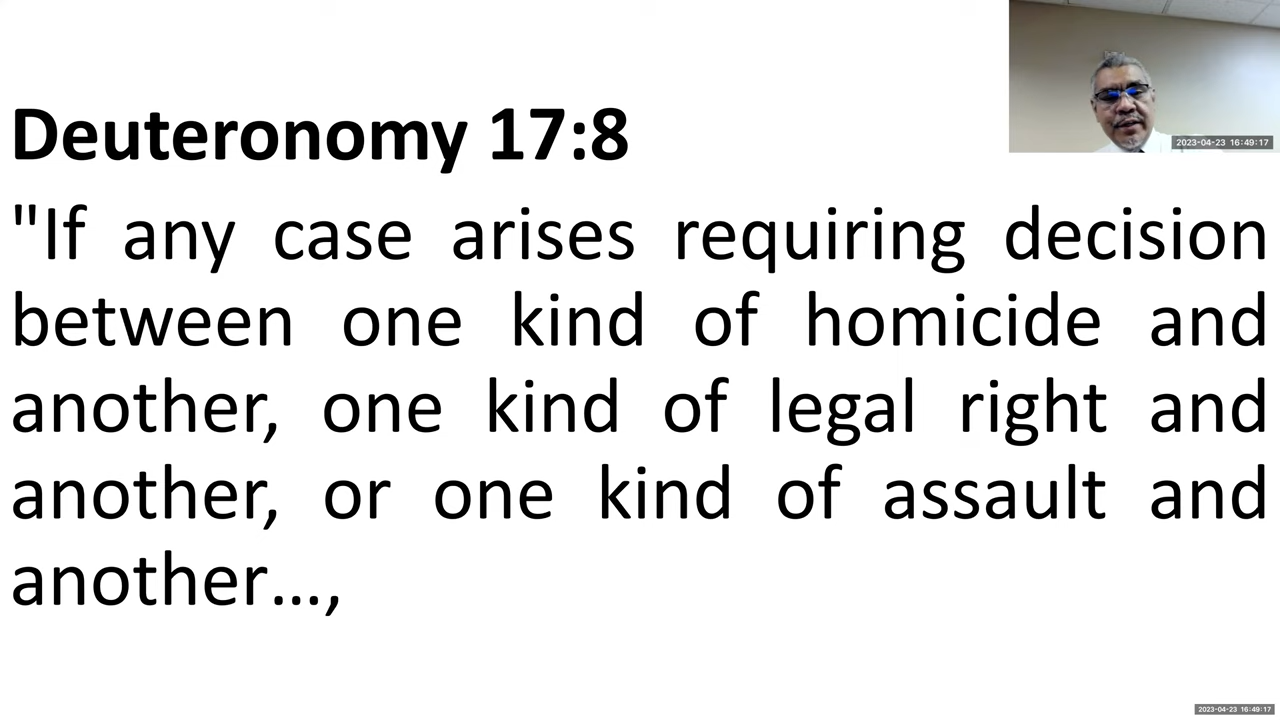 Deuteronomy 17:8
"If any case arises requiring decision
between one kind of homicide and
another, one kind of legal right and
another, or one kind of assault and
another...,
2023-04-23 16:49:17
2023-04-23 16:49:17